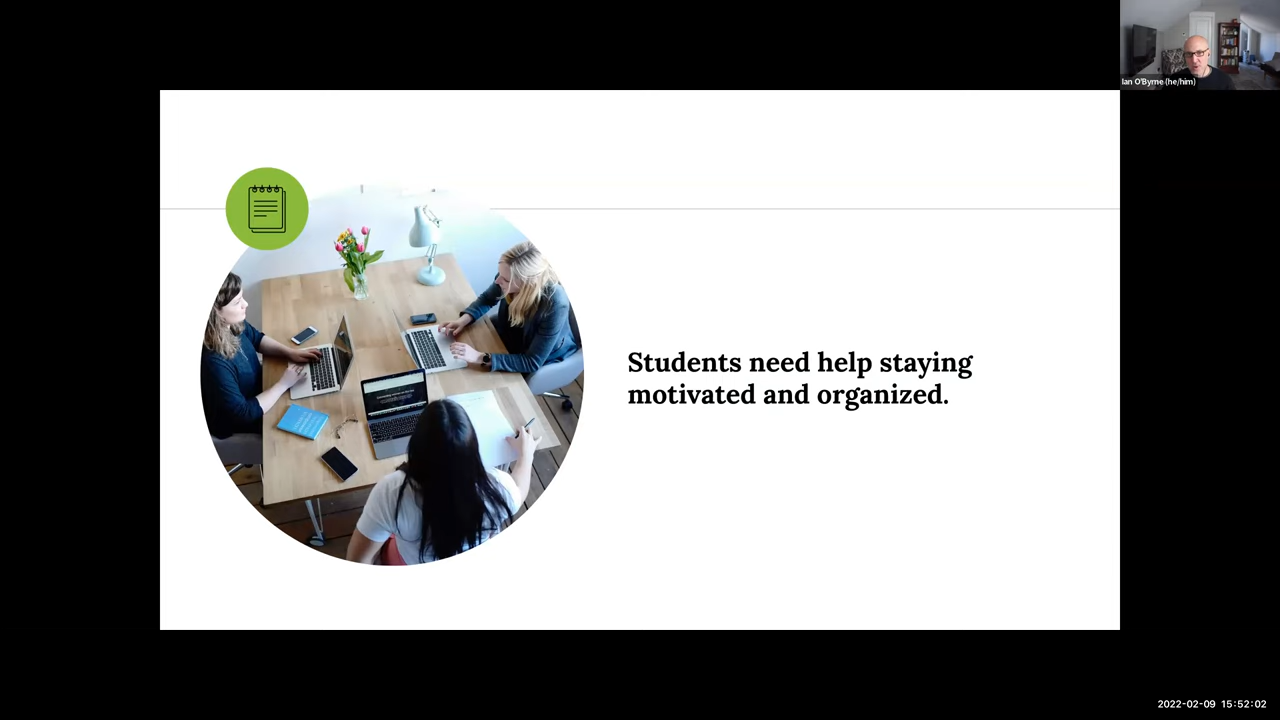 Ian O'Byrne (he/him)
Students need help staying
motivated and organized.
2022-02-09 15:52:02